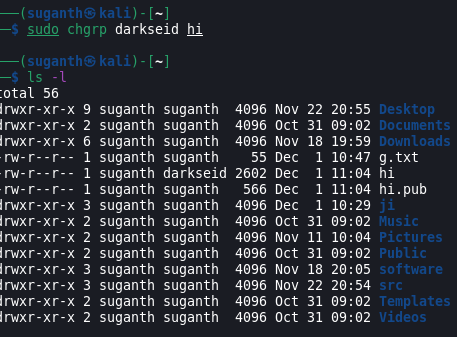 ──(suganth㉿kali)-[~]
─$ sudo chgrp darkseid hi
──(suganth㉿kali)-[~]
─$ ls -l
total 56
drwxr-xr-x 9 suganth suganth  4096 Nov 22 20:55 Desktop
drwxr-xr-x 2 suganth suganth  4096 Oct 31 09:02 Documents
drwxr-xr-x 6 suganth suganth  4096 Nov 18 19:59 Downloads
-rw-r--r-- 1 suganth suganth    55 Dec  1 10:47 g.txt
-rw-r--r-- 1 suganth darkseid 2602 Dec  1 11:04 hi
-rw-r--r-- 1 suganth suganth   566 Dec  1 11:04 hi.pub
drwxr-xr-x 3 suganth suganth  4096 Dec  1 10:29 ji
drwxr-xr-x 2 suganth suganth  4096 Oct 31 09:02 Music
drwxr-xr-x 2 suganth suganth  4096 Nov 11 10:04 Pictures
drwxr-xr-x 2 suganth suganth  4096 Oct 31 09:02 Public
drwxr-xr-x 3 suganth suganth  4096 Nov 18 20:05 software
drwxr-xr-x 3 suganth suganth  4096 Nov 22 20:54 src
drwxr-xr-x 2 suganth suganth  4096 Oct 31 09:02 Templates
drwxr-xr-x 2 suganth suganth  4096 Oct 31 09:02 Videos